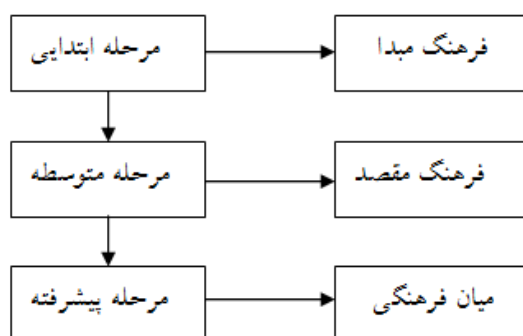 مرحله ابتدایی
فرهنگ مبدا
مرحله متوسطه
فرهنگ مقصد
مرحله پیشرفته
میان فرهنگی